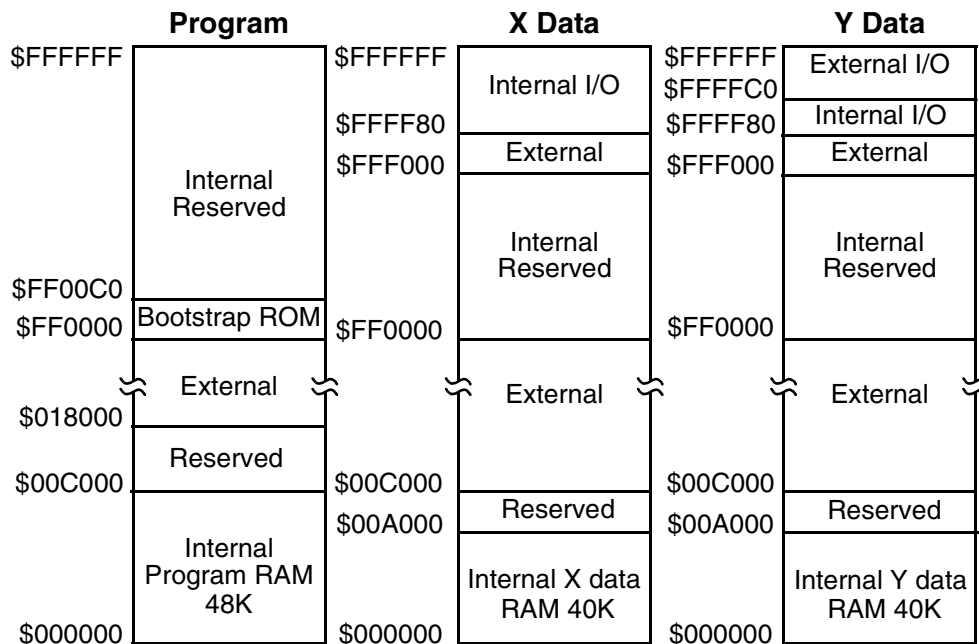 Program
X Data
Y Data
$FFFFFF
Internal
Reserved
$FF00C0
Bootstrap ROM
$FF0000
External
$018000
Reserved
$00C000
Internal
Program RAM
48K
$000000
$FFFFFF
Internal I/O
$FFFF80
External
$FFF000
Internal
Reserved
$FF0000
External
$00C000
Reserved
$00A000
Internal X data
RAM 40K
$000000
$FFFFFF
External I/O
$FFFFC0
Internal I/O
$FFFF80
External
$FFF000
Internal
Reserved
$FF0000
External
$00C000
Reserved
$00A000
Internal Y data
RAM 40K
$000000